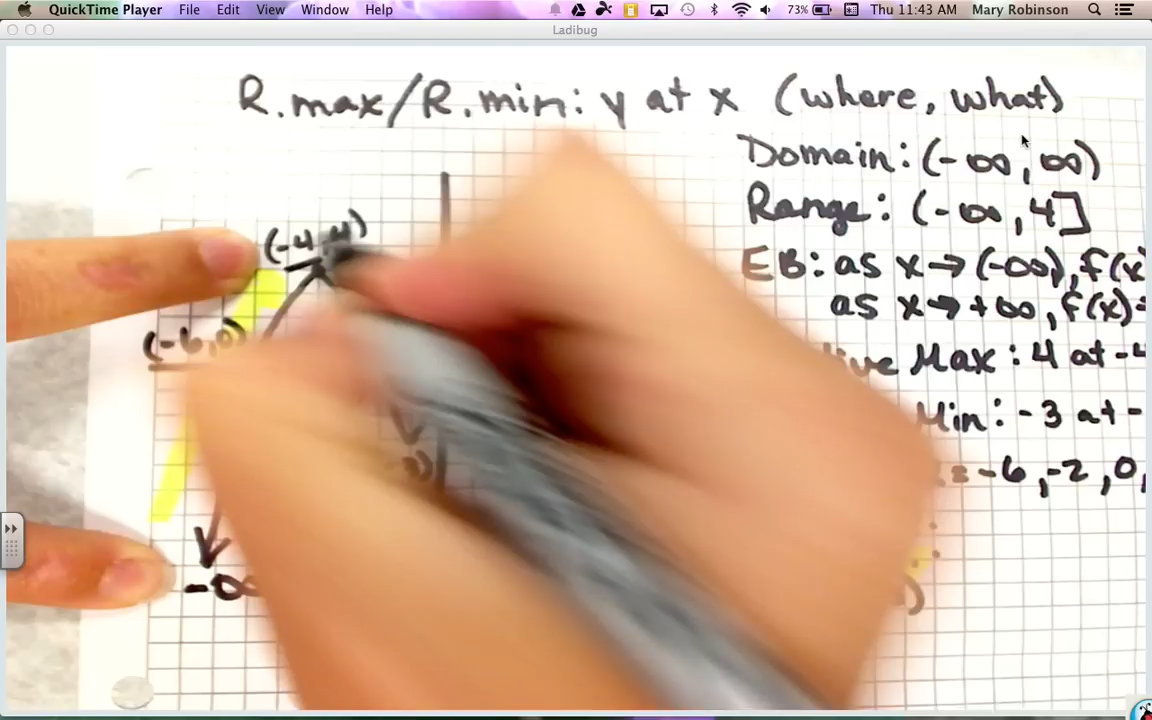 QuickTime Player File Edit View Window Help 73% Thu 11:43 AM Mary Robinson
Ladibug
R.max/R.min: y at x (where, what)
Domain: (-∞, ∞)
Range: (-∞, 4]
EB: as x→(-∞), f(x
as x→+∞, f(x)=
(-4, 4)
(-6, 0)
ive Max: 4 at -4
Min: -3 at -
= -6, -2, 0,
-∞